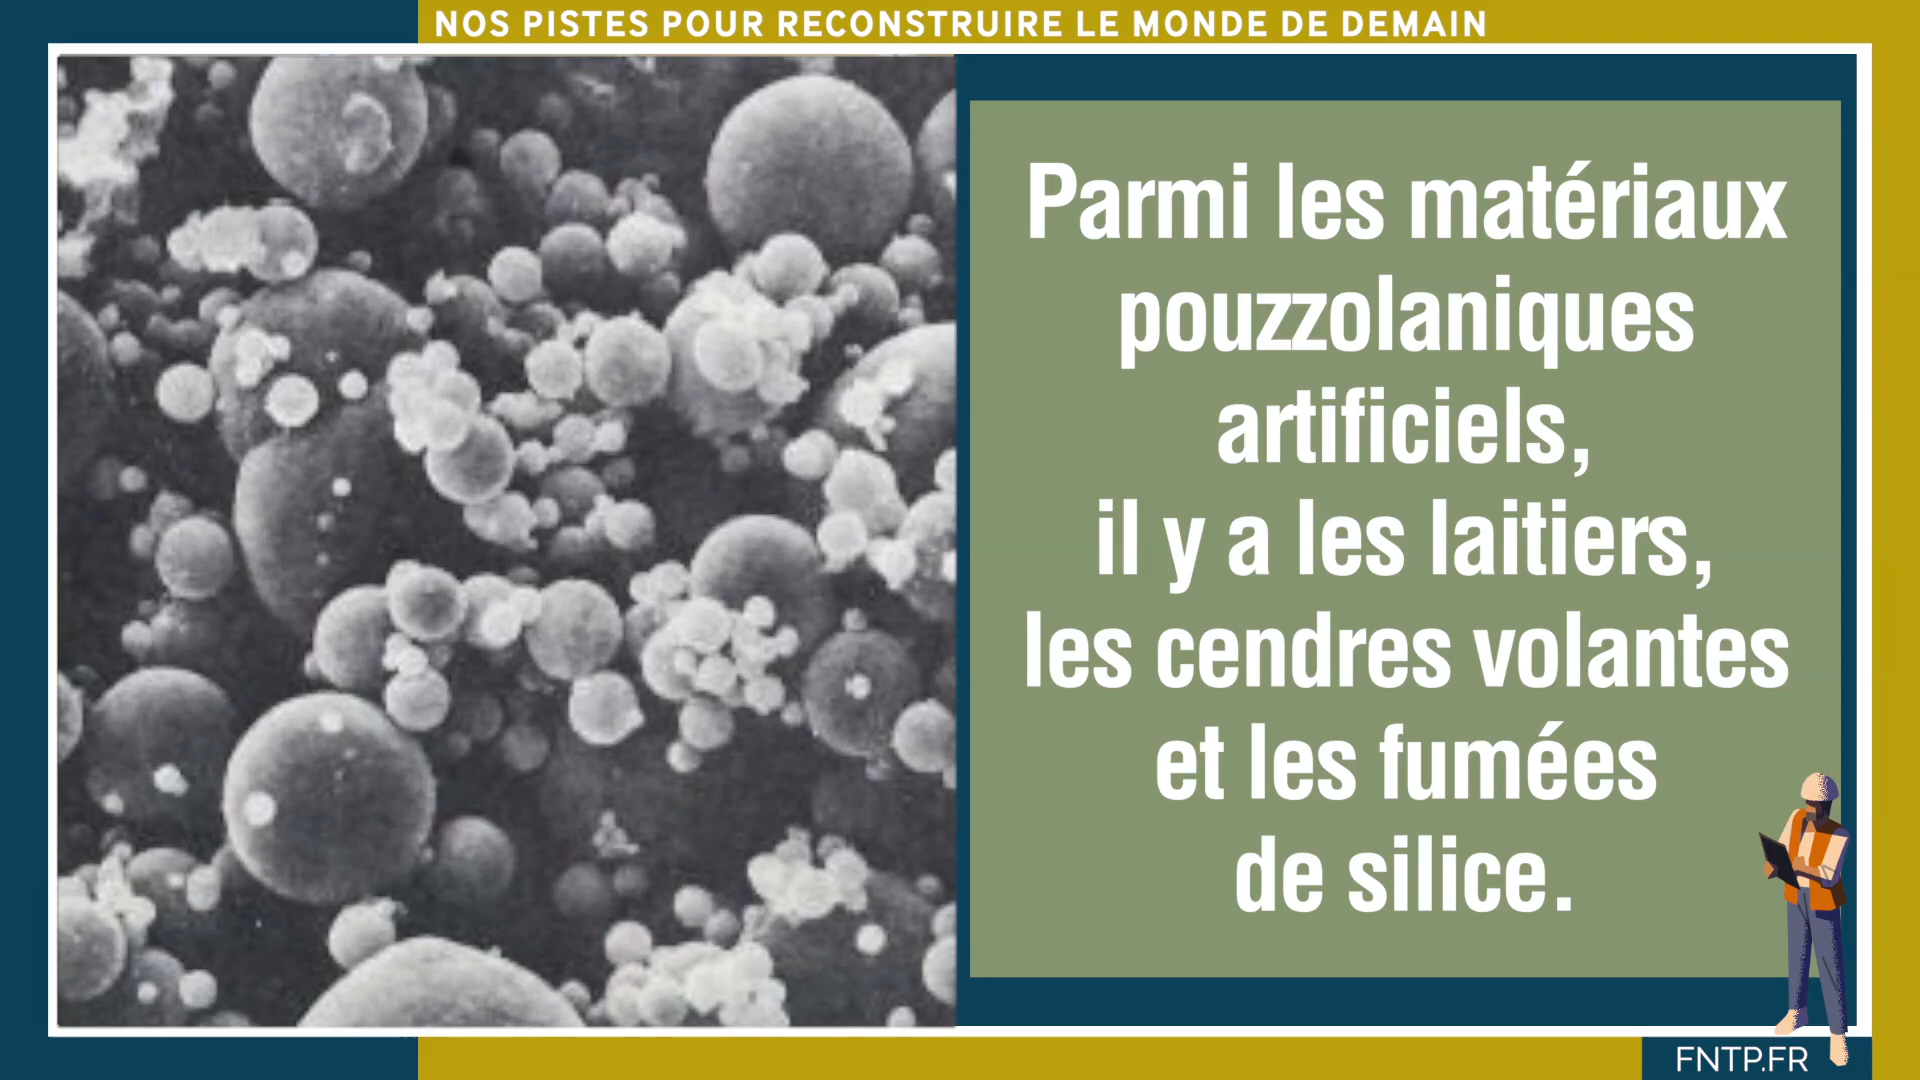 NOS PISTES POUR RECONSTRUIRE LE MONDE DE DEMAIN
Parmi les matériaux
pouzzolaniques
artificiels,
il y a les laitiers,
les cendres volantes
et les fumées
de silice.
FNTP.FR